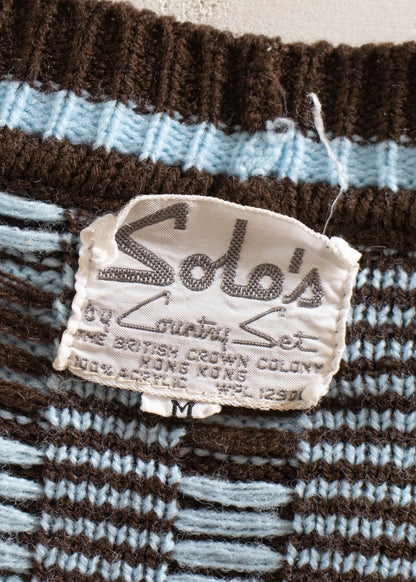 Solo's
by Country Set
THE BRITISH CROWN COLONY
HONG KONG
100% ACRYLIC
M